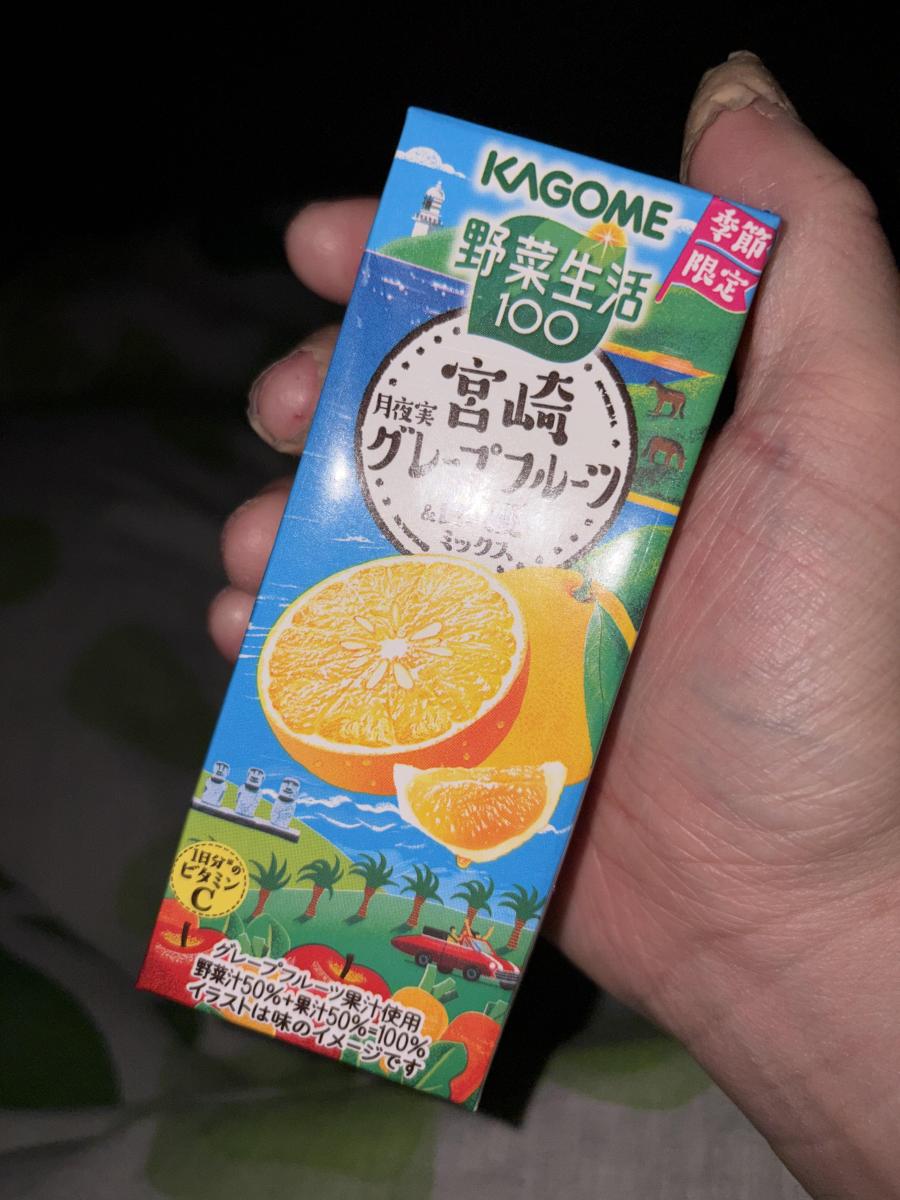 KAGOME
野菜生活
100
季節
限定
宮崎
月夜実
グレープフルーツ
&
ミックス
1日分※の
ビタミン
C
グレープフルーツ果汁使用
野菜汁50%+果汁50%=100%
イラストは味のイメージです